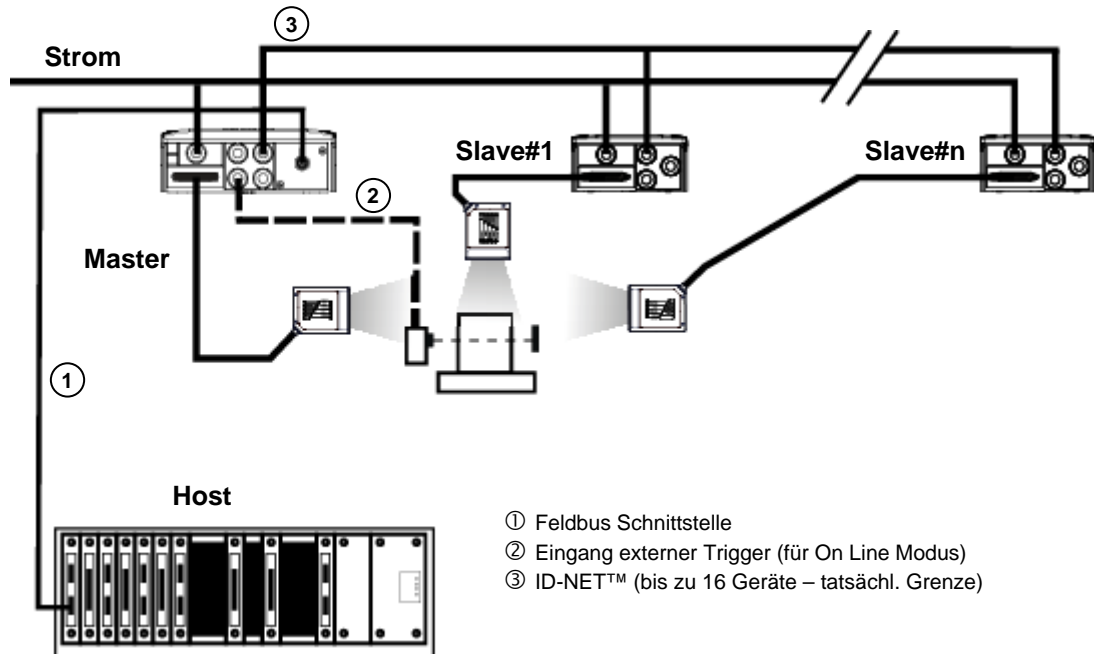 ③
Strom
Slave#1
Slave#n
②
Master
①
Host
① Feldbus Schnittstelle
② Eingang externer Trigger (für On Line Modus)
③ ID-NET™ (bis zu 16 Geräte – tatsächl. Grenze)